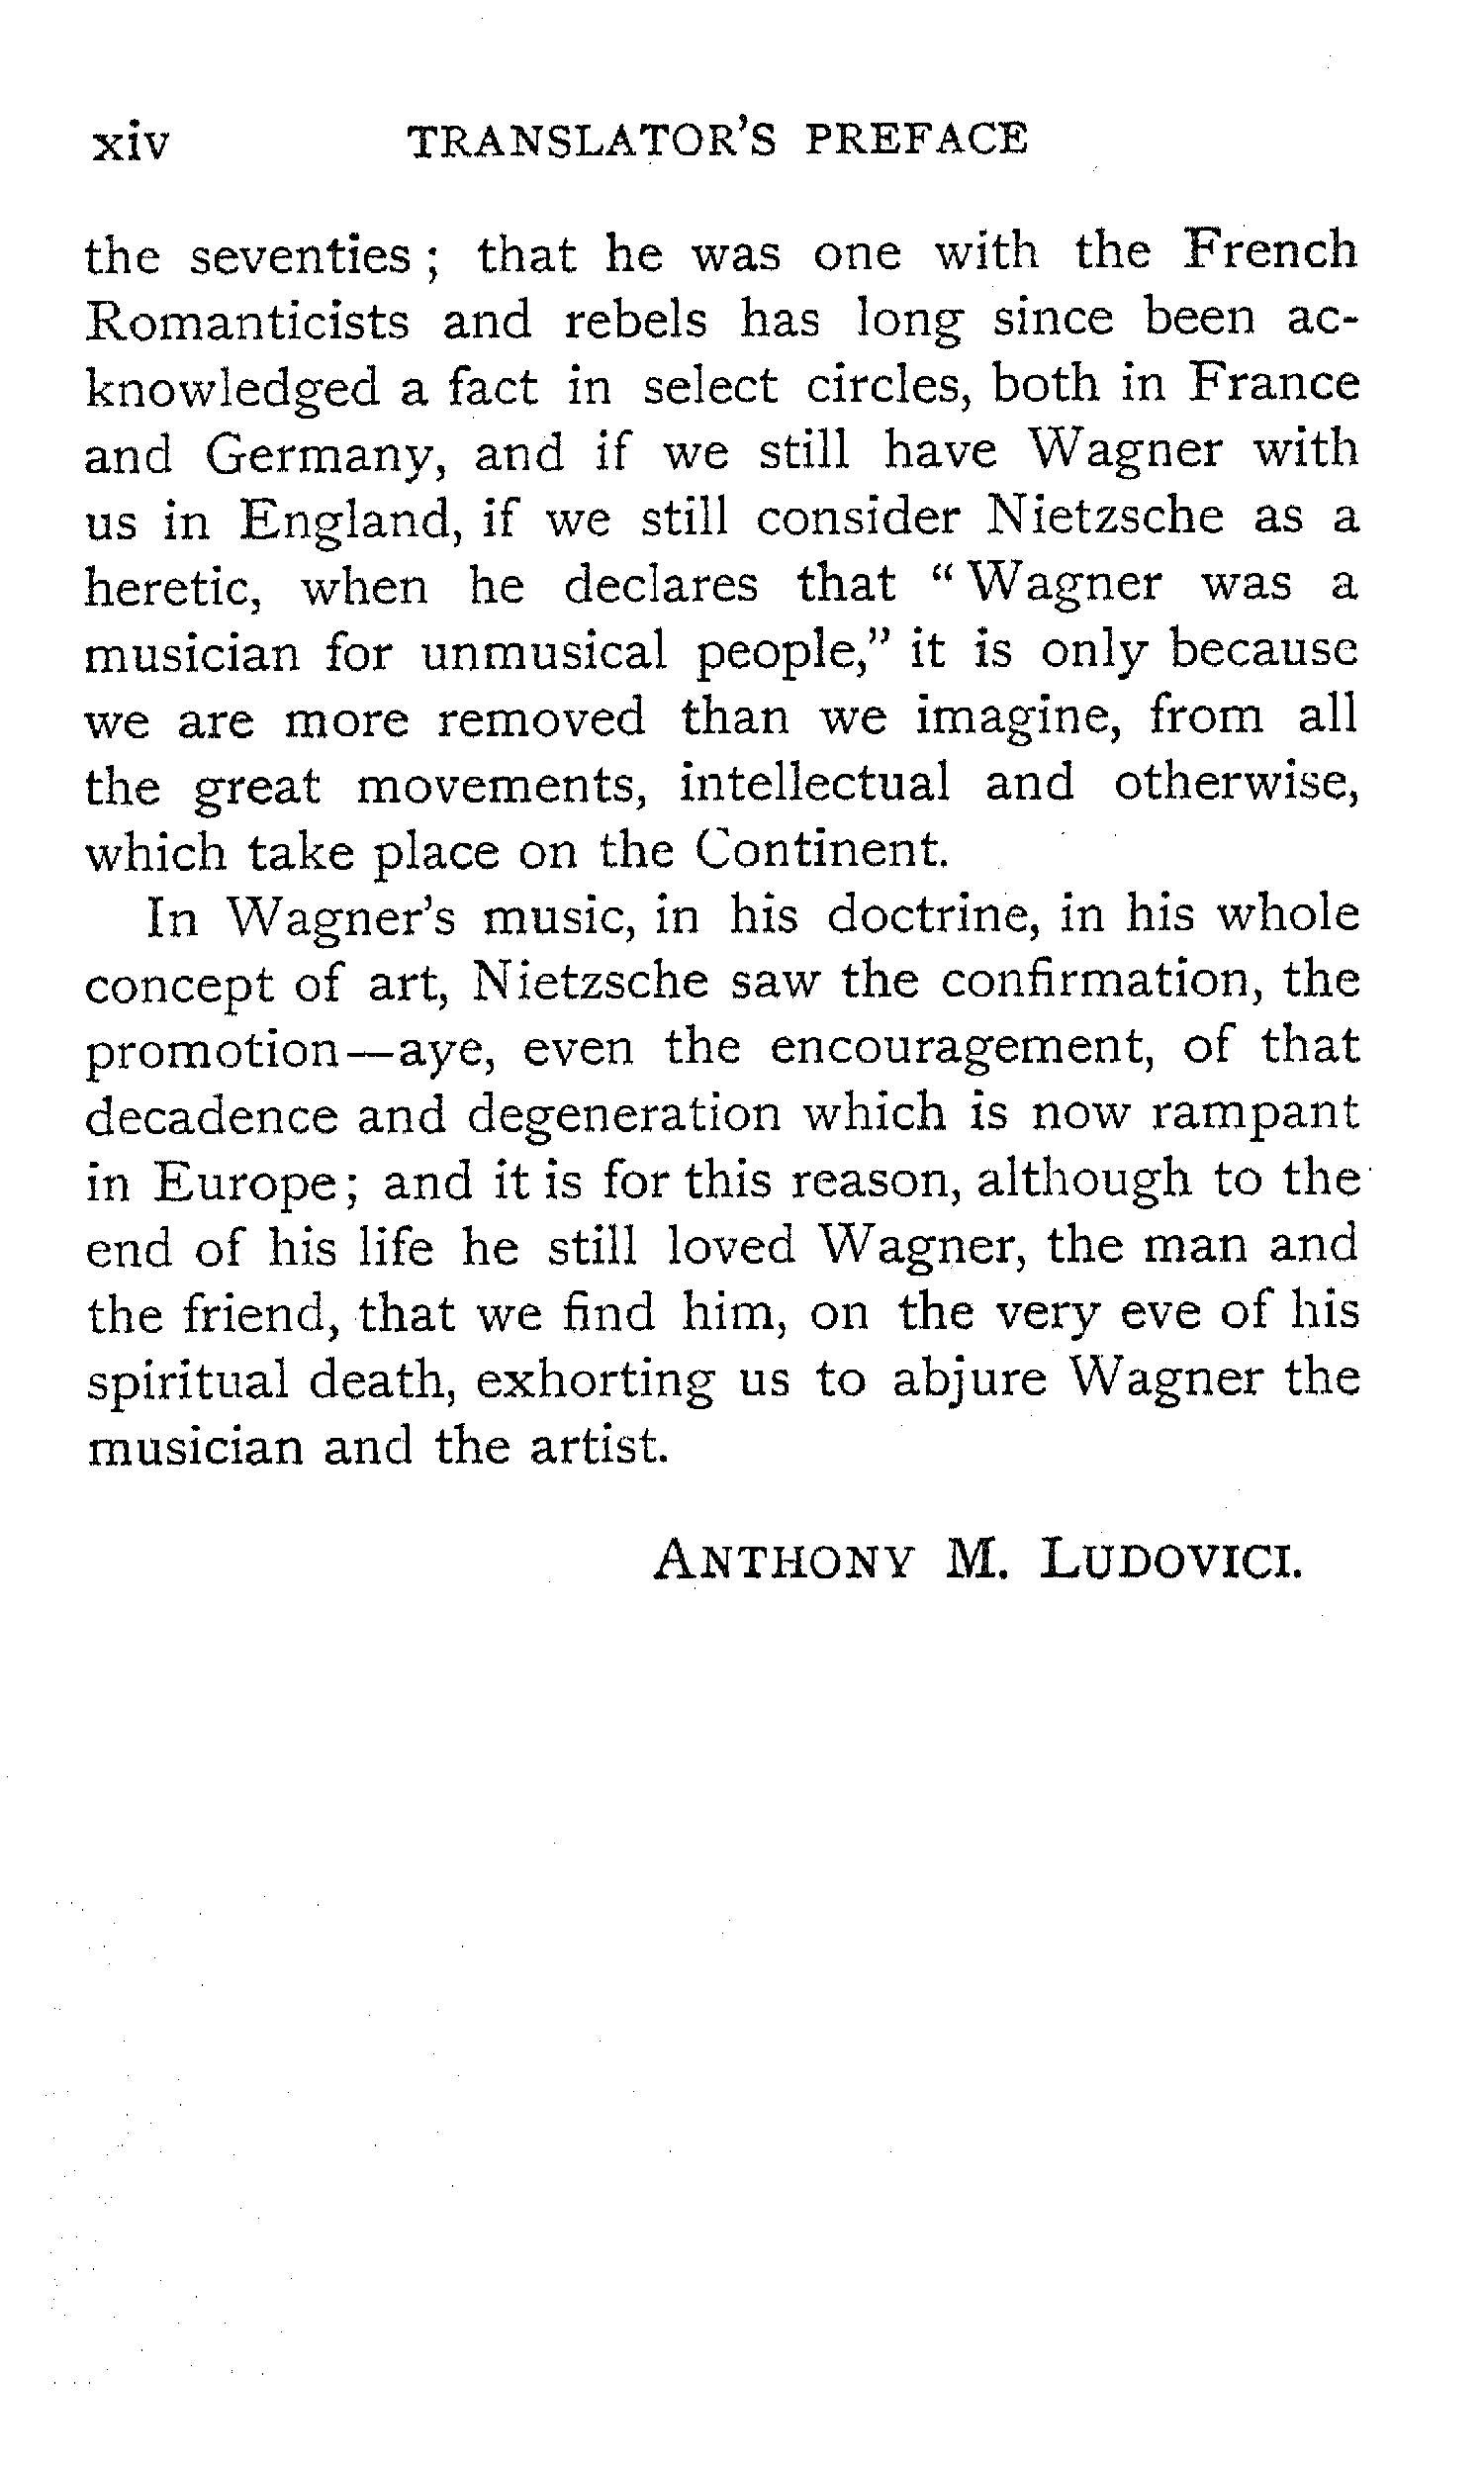 xiv TRANSLATOR'S PREFACE
the seventies ; that he was one with the French
Romanticists and rebels has long since been ac-
knowledged a fact in select circles, both in France
and Germany, and if we still have Wagner with
us in England, if we still consider Nietzsche as a
heretic, when he declares that “ Wagner was a
musician for unmusical people,” it is only because
we are more removed than we imagine, from all
the great movements, intellectual and otherwise,
which take place on the Continent.
In Wagner's music, in his doctrine, in his whole
concept of art, Nietzsche saw the confirmation, the
promotion—aye, even the encouragement, of that
decadence and degeneration which is now rampant
in Europe; and it is for this reason, although to the
end of his life he still loved Wagner, the man and
the friend, that we find him, on the very eve of his
spiritual death, exhorting us to abjure Wagner the
musician and the artist.
ANTHONY M. LUDOVICI.